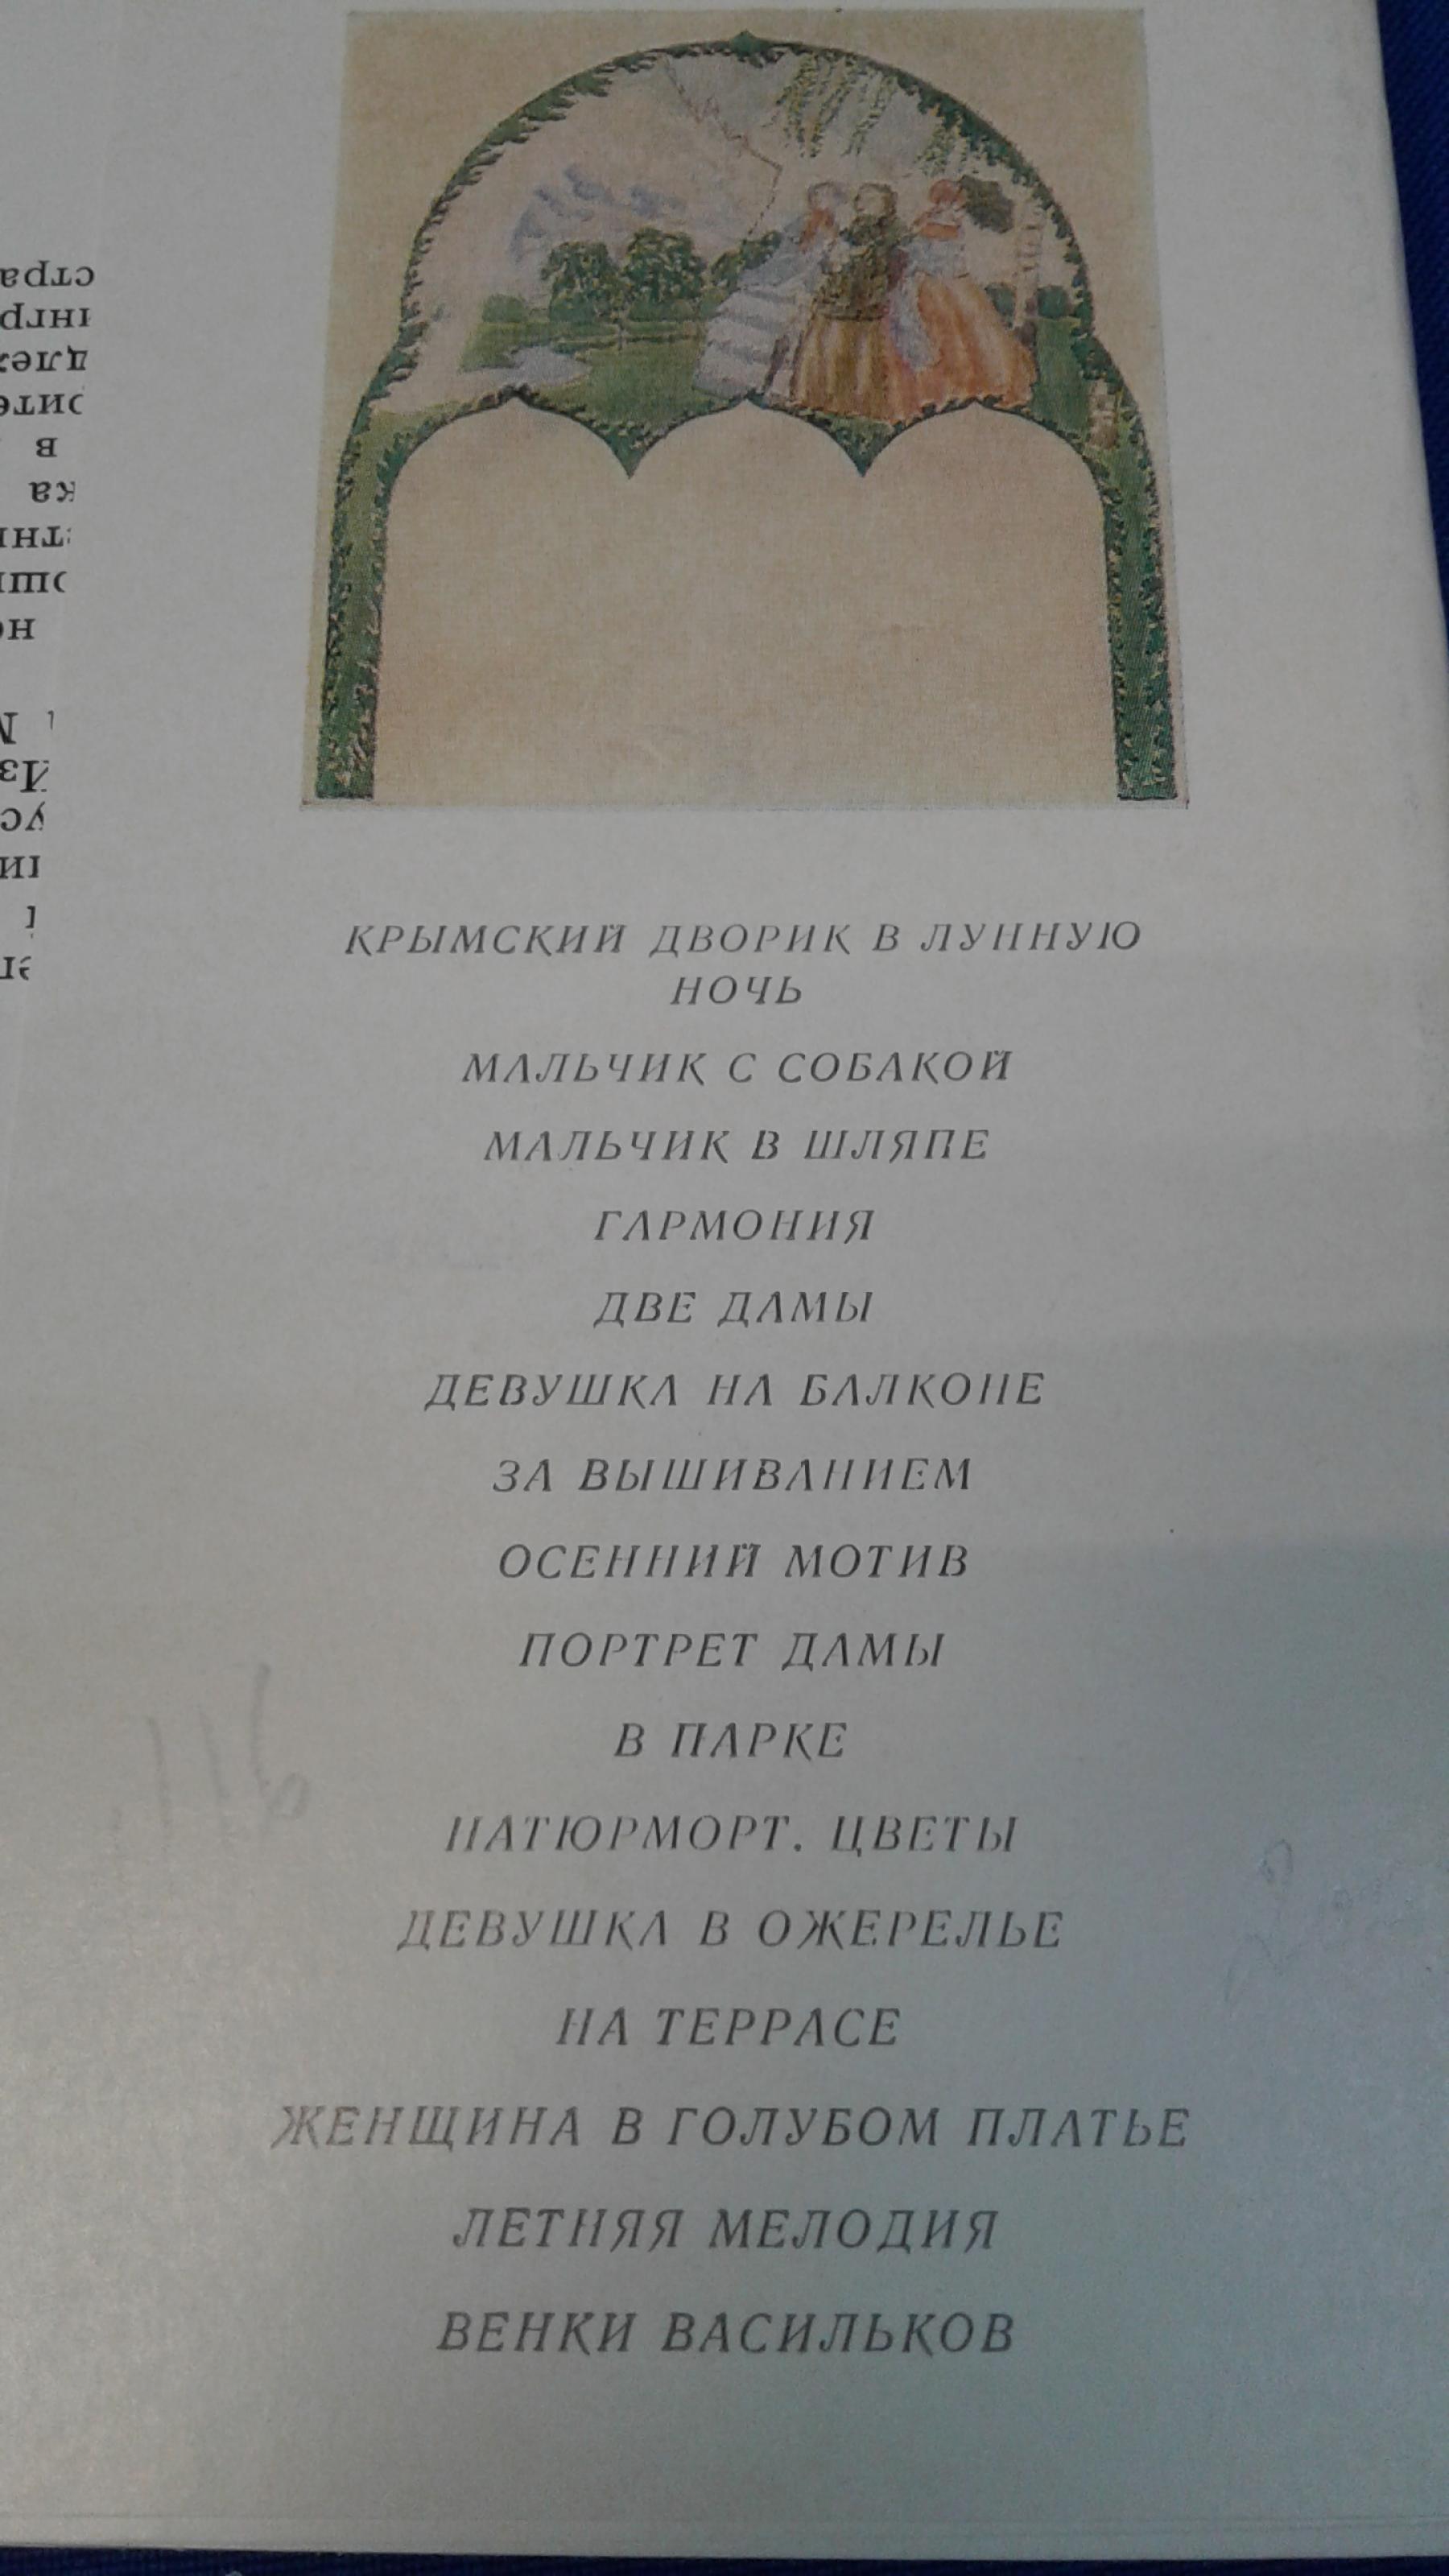 КРЫМСКИЙ ДВОРИК В ЛУННУЮ
НОЧЬ
МАЛЬЧИК С СОБАКОЙ
МАЛЬЧИК В ШЛЯПЕ
ГАРМОНИЯ
ДВЕ ДАМЫ
ДЕВУШКА НА БАЛКОНЕ
ЗА ВЫШИВАНИЕМ
ОСЕННИЙ МОТИВ
ПОРТРЕТ ДАМЫ
В ПАРКЕ
НАТЮРМОРТ. ЦВЕТЫ
ДЕВУШКА В ОЖЕРЕЛЬЕ
НА ТЕРРАСЕ
ЖЕНЩИНА В ГОЛУБОМ ПЛАТЬЕ
ЛЕТНЯЯ МЕЛОДИЯ
ВЕНКИ ВАСИЛЬКОВ